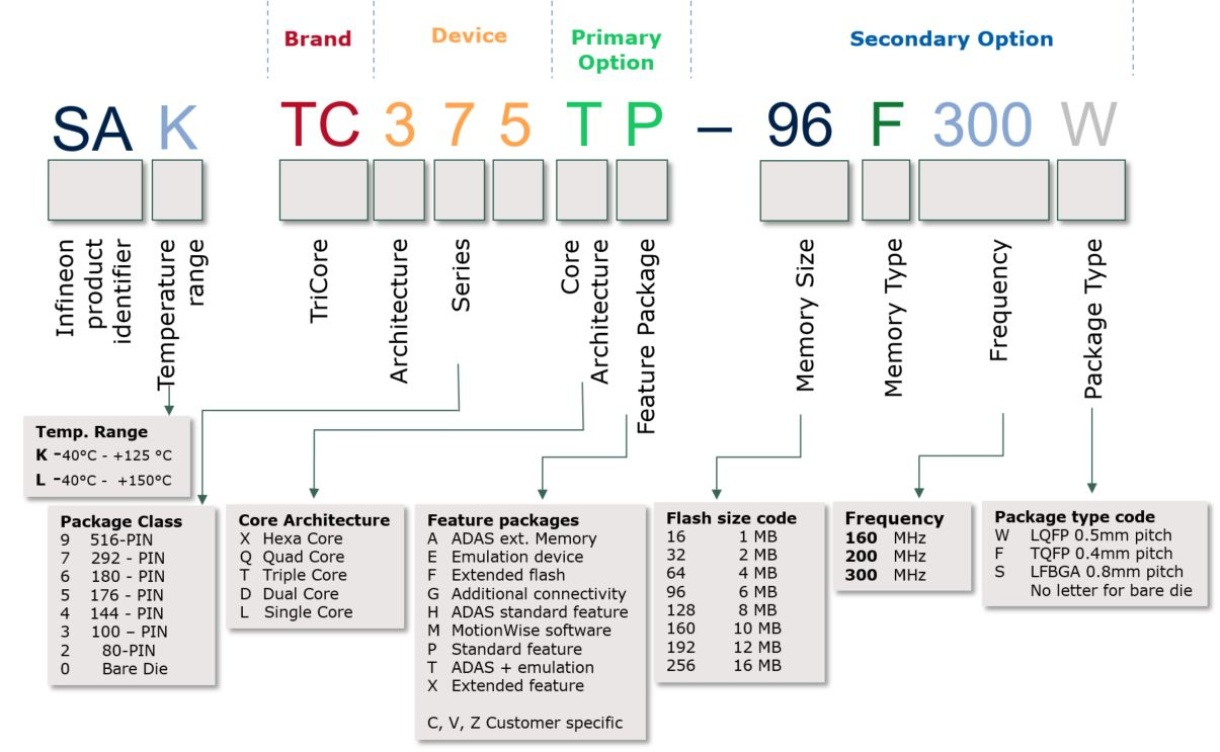 Brand
Device
Primary
Option
Secondary Option
SA K TC 3 7 5 T P – 96 F 300 W
Infineon
product
identifier
Temperature
range
TriCore
Architecture
Series
Core
Architecture
Feature Package
Memory Size
Memory Type
Frequency
Package Type
Temp. Range
K -40°C - +125 °C
L -40°C - +150°C
Package Class
9 516-PIN
7 292 - PIN
6 180 - PIN
5 176 - PIN
4 144 - PIN
3 100 – PIN
2 80-PIN
0 Bare Die
Core Architecture
X Hexa Core
Q Quad Core
T Triple Core
D Dual Core
L Single Core
Feature packages
A ADAS ext. Memory
E Emulation device
F Extended flash
G Additional connectivity
H ADAS standard feature
M MotionWise software
P Standard feature
T ADAS + emulation
X Extended feature
C, V, Z Customer specific
Flash size code
16 1 MB
32 2 MB
64 4 MB
96 6 MB
128 8 MB
160 10 MB
192 12 MB
256 16 MB
Frequency
160 MHz
200 MHz
300 MHz
Package type code
W LQFP 0.5mm pitch
F TQFP 0.4mm pitch
S LFBGA 0.8mm pitch
No letter for bare die